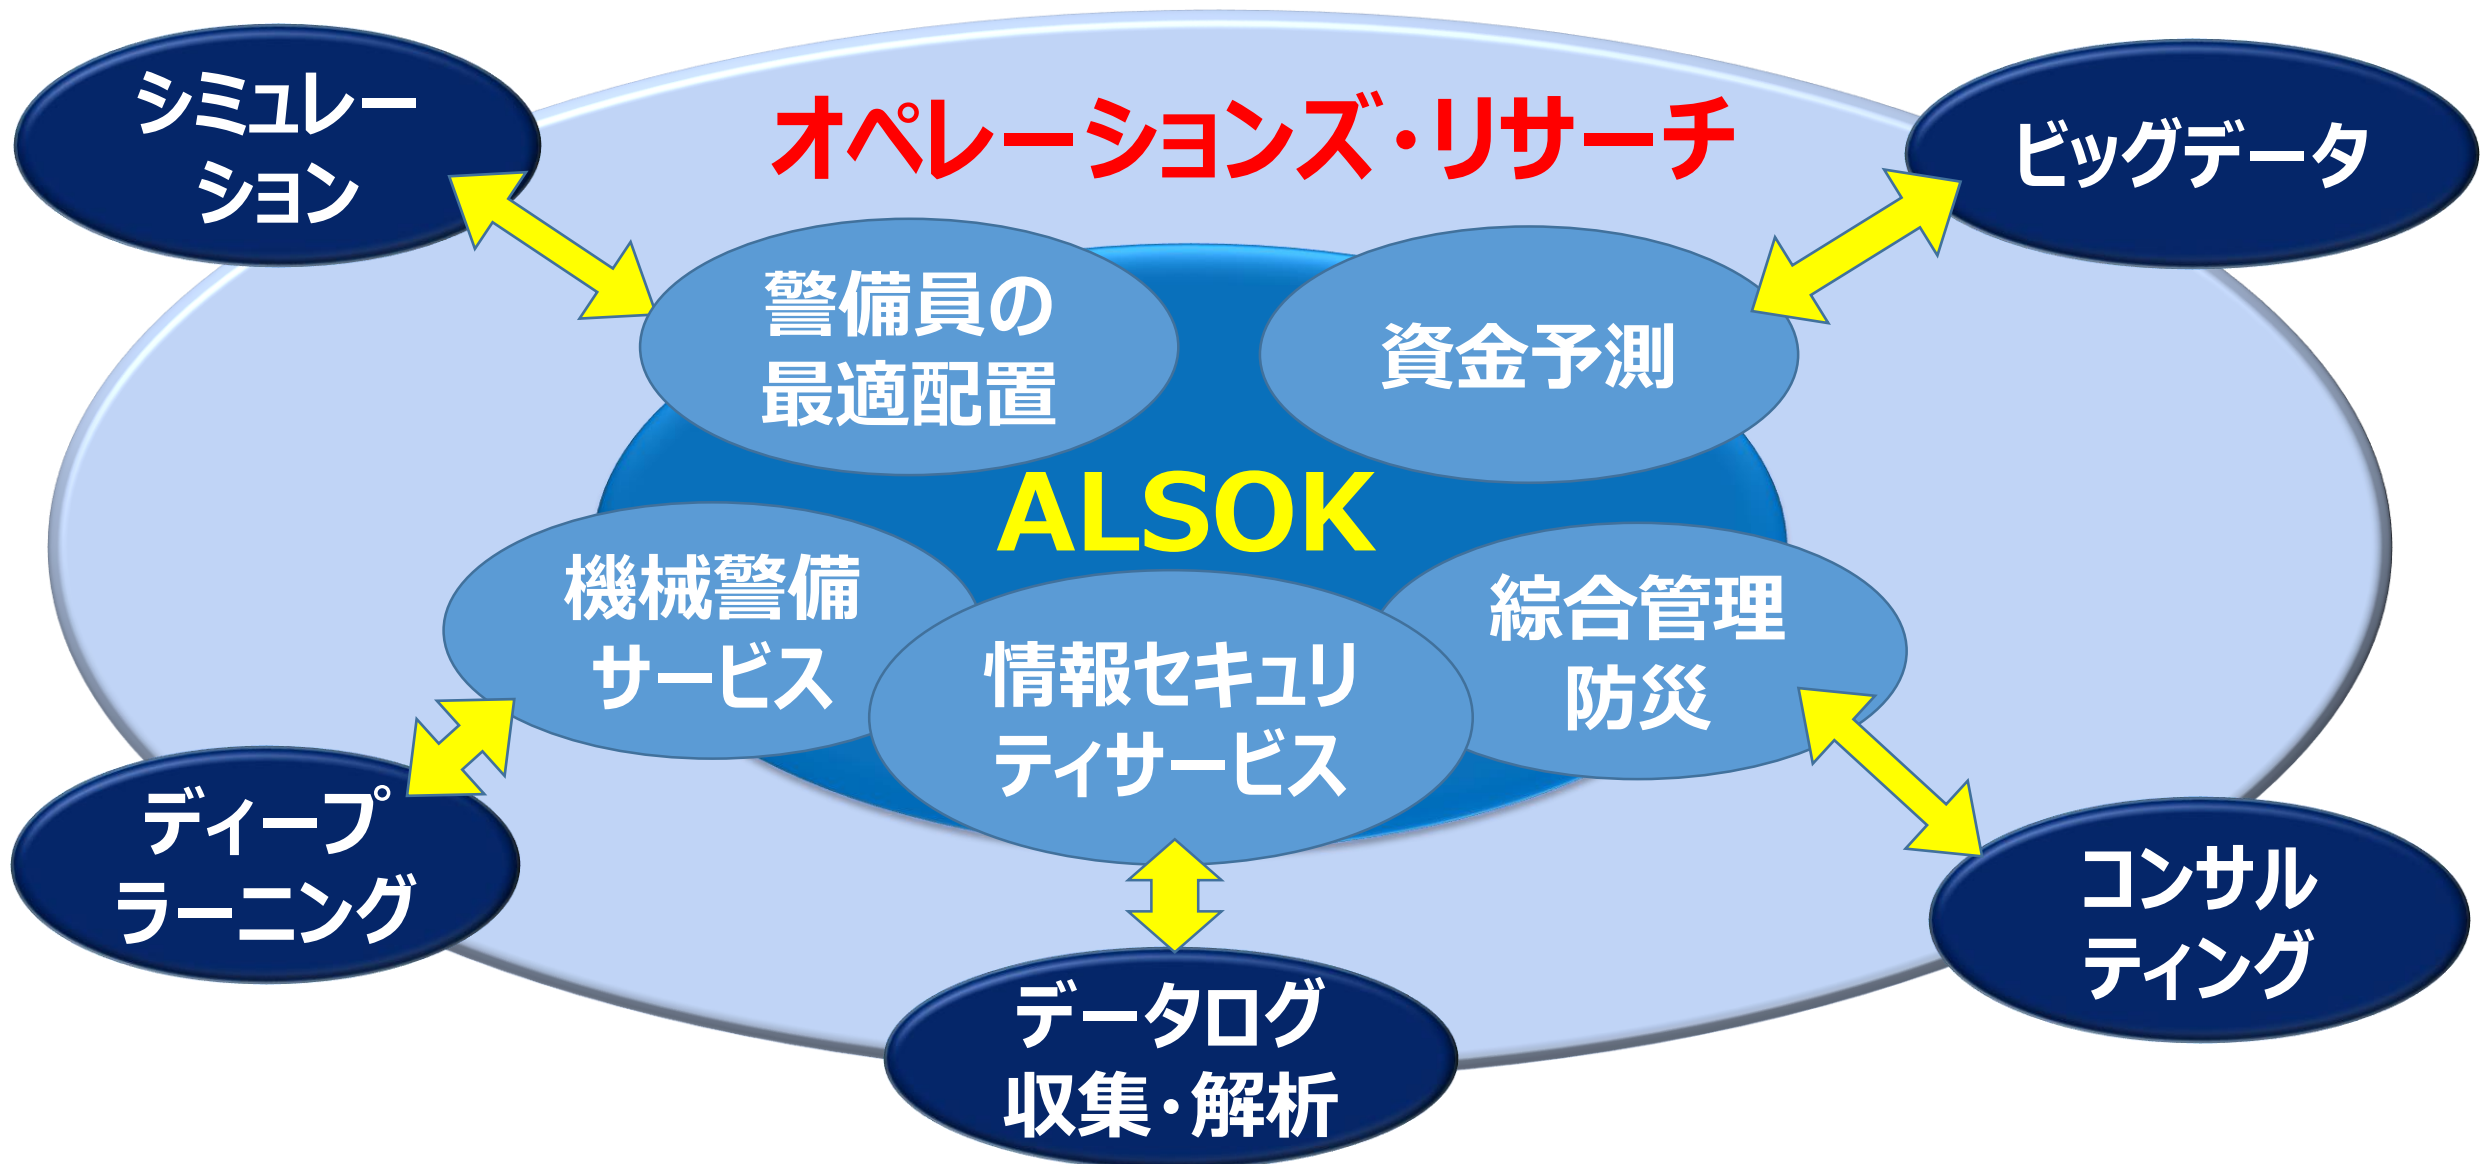 シミュレー
ション
オペレーションズ・リサーチ
ビッグデータ
警備員の
最適配置
資金予測
ALSOK
機械警備
サービス
情報セキュリ
ティサービス
綜合管理
防災
ディープ
ラーニング
データログ
収集・解析
コンサル
ティング